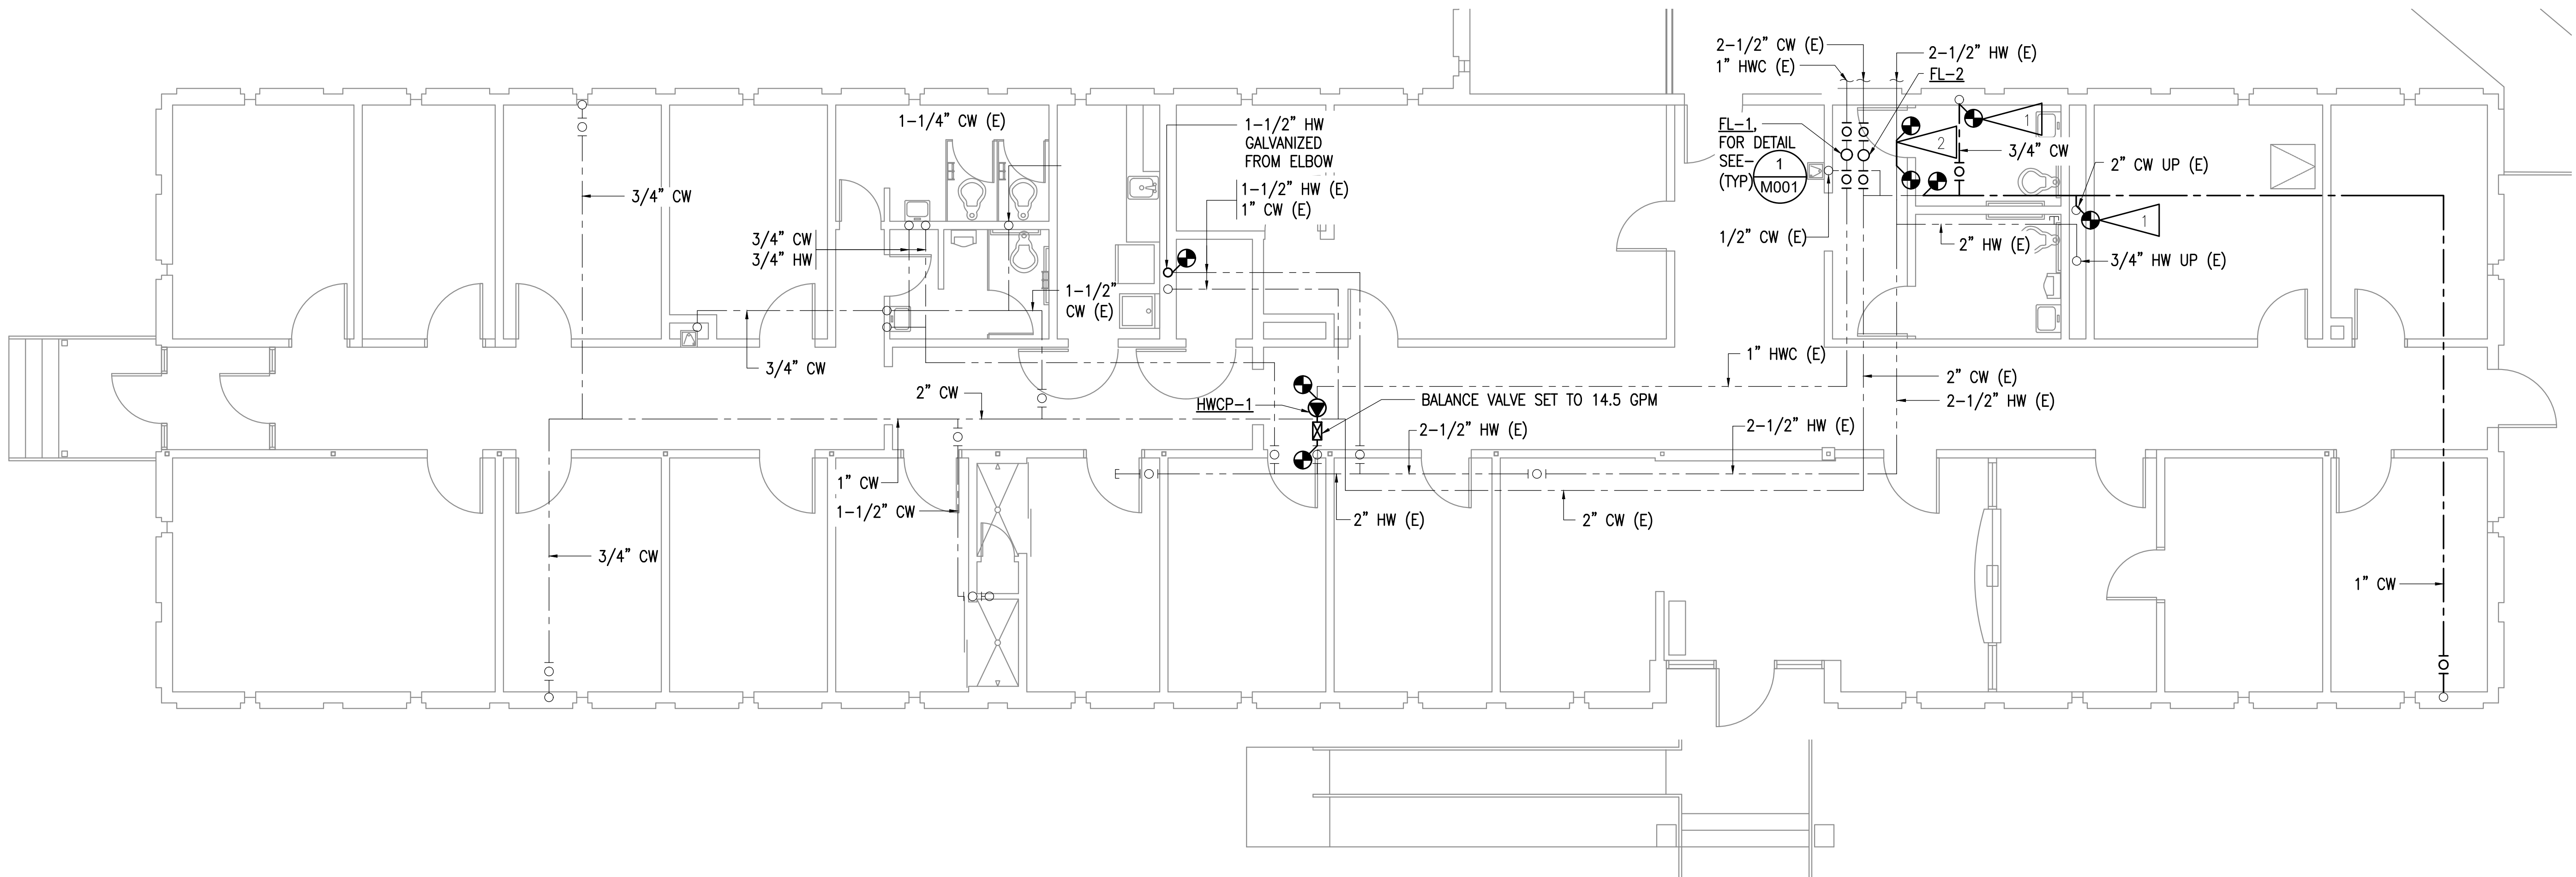 2-1/2" CW (E)
1" HWC (E)
2-1/2" HW (E)
FL-2
1-1/4" CW (E)
1-1/2" HW
GALVANIZED
FROM ELBOW
1-1/2" HW (E)
1" CW (E)
FL-1,
FOR DETAIL
SEE-
(TYP)
1
M001
1
2
3/4" CW
2" CW UP (E)
1
3/4" CW
3/4" CW
3/4" HW
1/2" CW (E)
2" HW (E)
3/4" HW UP (E)
1-1/2"
CW (E)
3/4" CW
1" HWC (E)
2" CW (E)
2-1/2" HW (E)
2" CW
HWCP-1
BALANCE VALVE SET TO 14.5 GPM
2-1/2" HW (E)
2-1/2" HW (E)
E
1" CW
1-1/2" CW
2" HW (E)
2" CW (E)
3/4" CW
1" CW